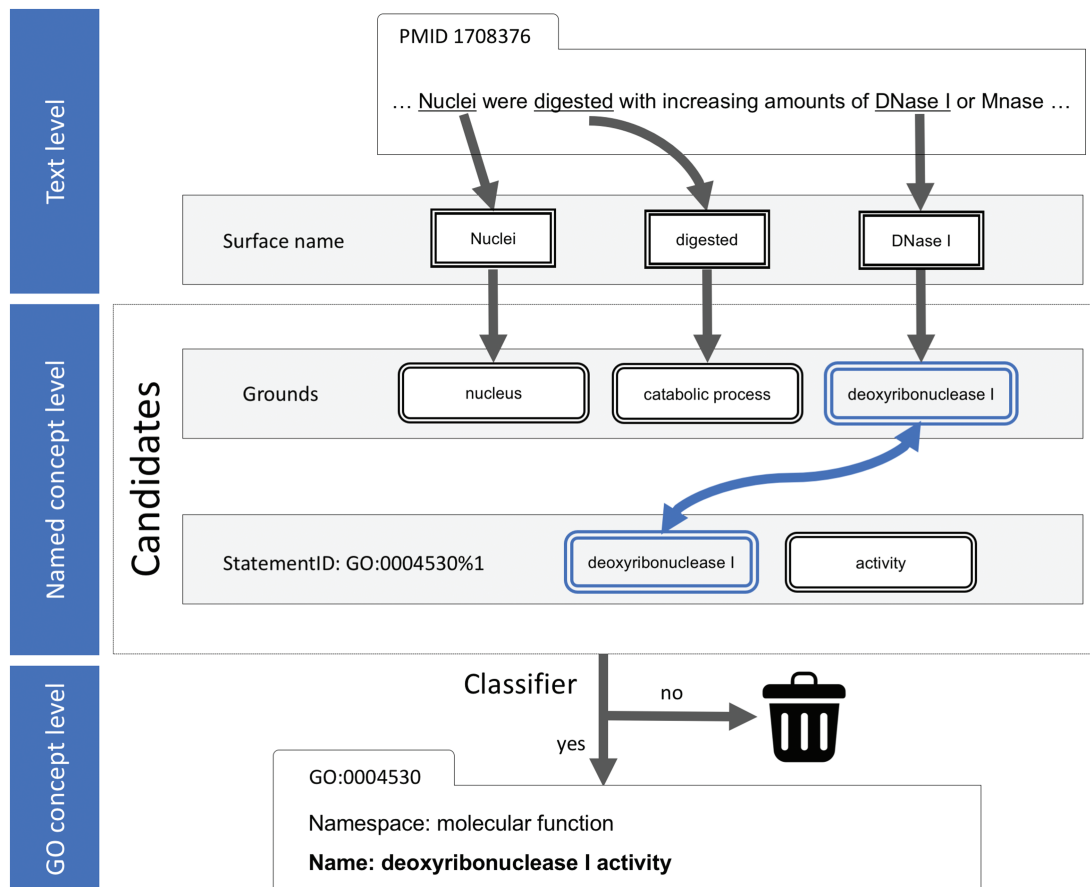 Text level
PMID 1708376
… Nuclei were digested with increasing amounts of DNase I or Mnase …
Surface name
Nuclei
digested
DNase I
Named concept level
Candidates
Grounds
nucleus
catabolic process
deoxyribonuclease I
StatementID: GO:0004530%1
deoxyribonuclease I
activity
GO concept level
Classifier
no
yes
GO:0004530
Namespace: molecular function
Name: deoxyribonuclease I activity